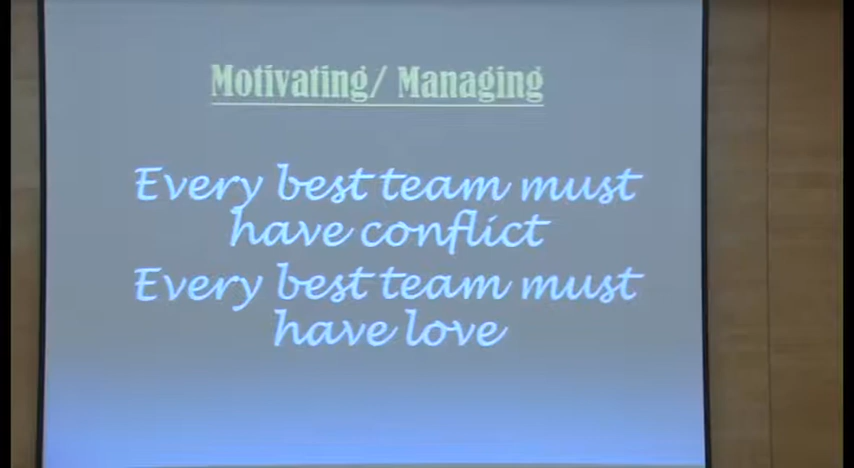 Motivating/ Managing
Every best team must
have conflict
Every best team must
have love